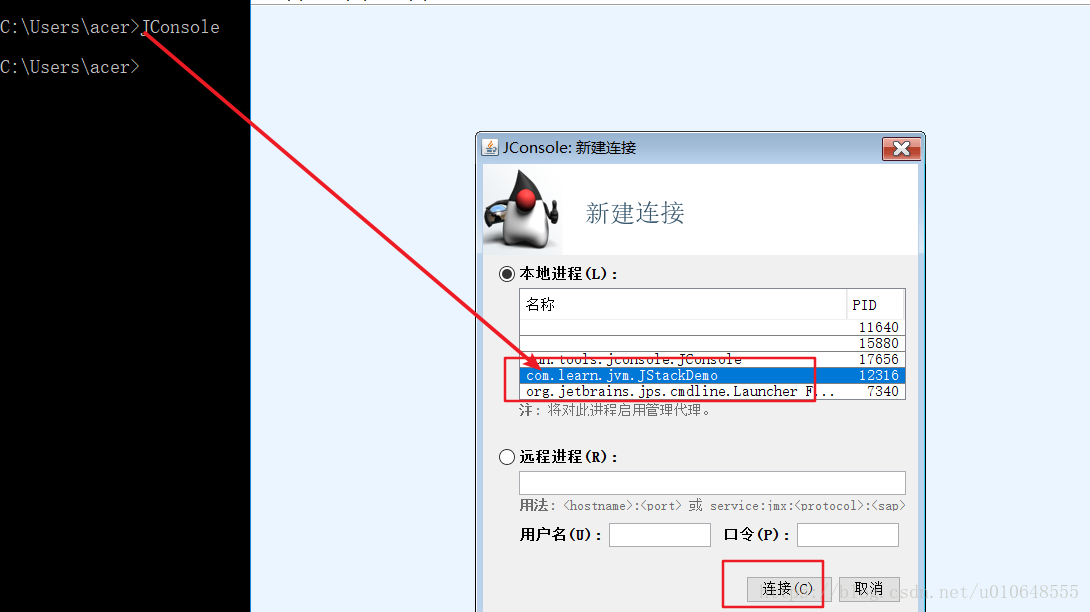 C:\Users\acer>JConsole
C:\Users\acer>
JConsole: 新建连接
新建连接
本地进程(L):
名称 PID
11640
15880
sun.tools.jconsole.JConsole 17656
com.learn.jvm.JStackDemo 12316
org.jetbrains.jps.cmdline.Launcher F... 7340
注: 将对此进程启用管理代理。
远程进程(R):
用法: <hostname>:<port> 或 service:jmx:<protocol>:<sap>
用户名(U): 口令(P):
连接(C) 取消
https://blog.csdn.net/u010648555